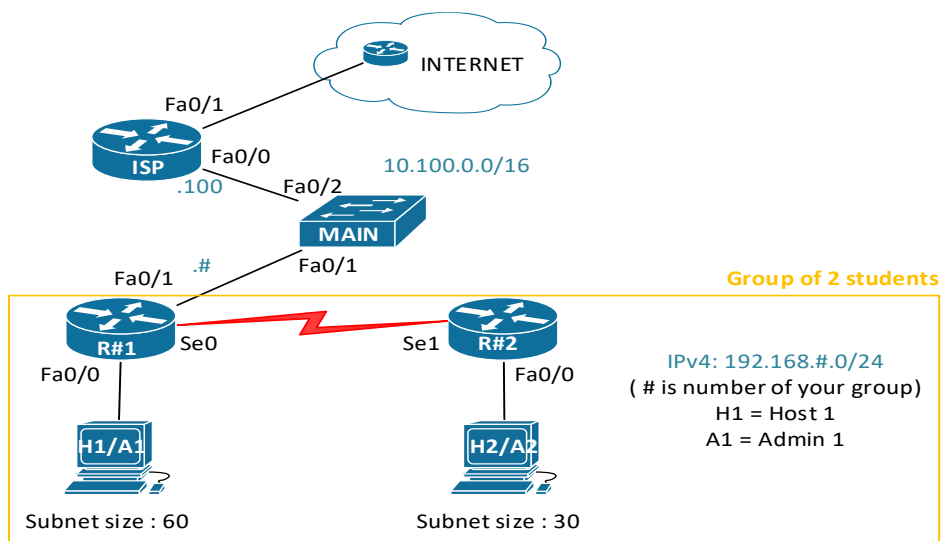 INTERNET
Fa0/1
ISP
Fa0/0
.100
Fa0/2
10.100.0.0/16
MAIN
Fa0/1
.#
Fa0/1
Group of 2 students
R#1
Se0
Se1
R#2
Fa0/0
Fa0/0
IPv4: 192.168.#.0/24
( # is number of your group)
H1 = Host 1
A1 = Admin 1
H1/A1
H2/A2
Subnet size : 60
Subnet size : 30